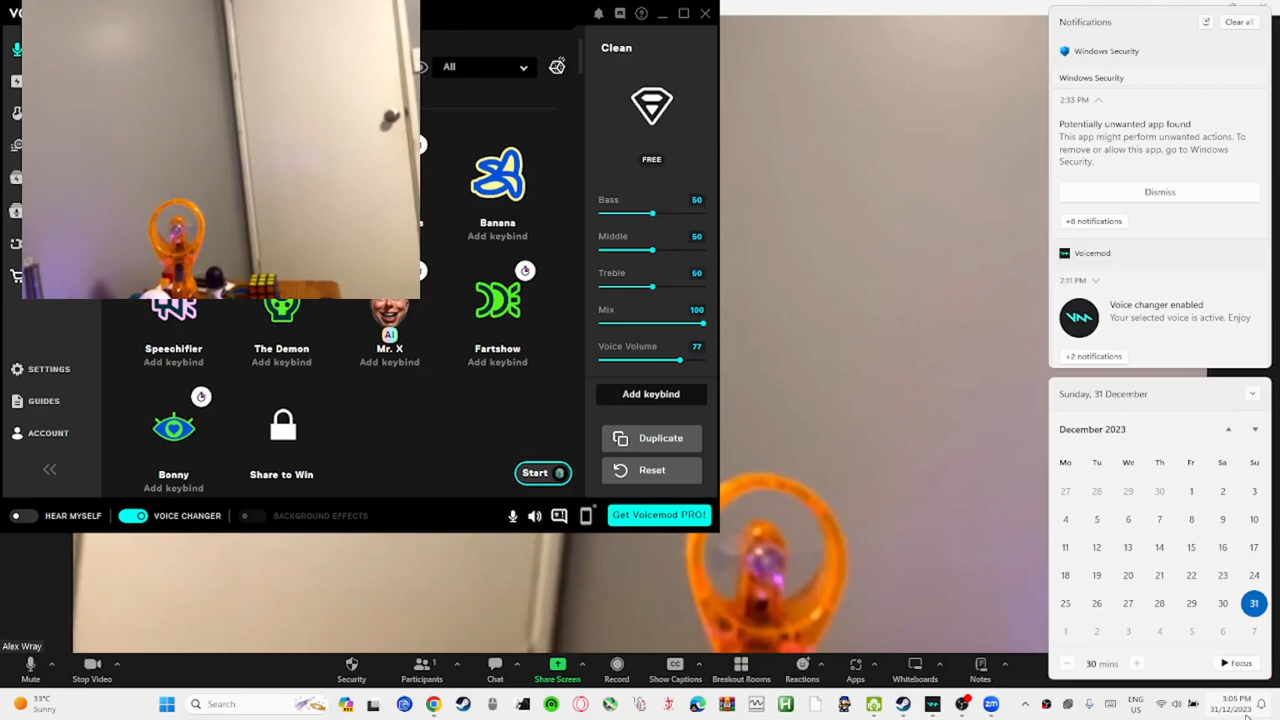 All
Banana
Add keybind
Speechifier
The Demon
Mr. X
Fartshow
Add keybind
Add keybind
Add keybind
Add keybind
AI
SETTINGS
GUIDES
ACCOUNT
Bonny
Share to Win
Add keybind
Start
HEAR MYSELF
VOICE CHANGER
BACKGROUND EFFECTS
Get Voicemod PRO!
Clean
FREE
Bass 50
Middle 50
Treble 50
Mix 100
Voice Volume 77
Add keybind
Duplicate
Reset
Notifications
Clear all
Windows Security
Windows Security
2:33 PM
Potentially unwanted app found
This app might perform unwanted actions. To
remove or allow this app, go to Windows
Security.
Dismiss
+8 notifications
Voicemod
2:11 PM
Voice changer enabled
Your selected voice is active. Enjoy
+2 notifications
Sunday, 31 December
December 2023
Mo Tu We Th Fr Sa Su
27 28 29 30 1 2 3
4 5 6 7 8 9 10
11 12 13 14 15 16 17
18 19 20 21 22 23 24
25 26 27 28 29 30 31
1 2 3 4 5 6 7
30 mins
Focus
Alex Wray
Mute
Stop Video
Security
Participants
1
Chat
Share Screen
Record
Show Captions
CC
Breakout Rooms
Reactions
Apps
Whiteboards
Notes
33°C
Sunny
Search
ENG
US
3:05 PM
31/12/2023